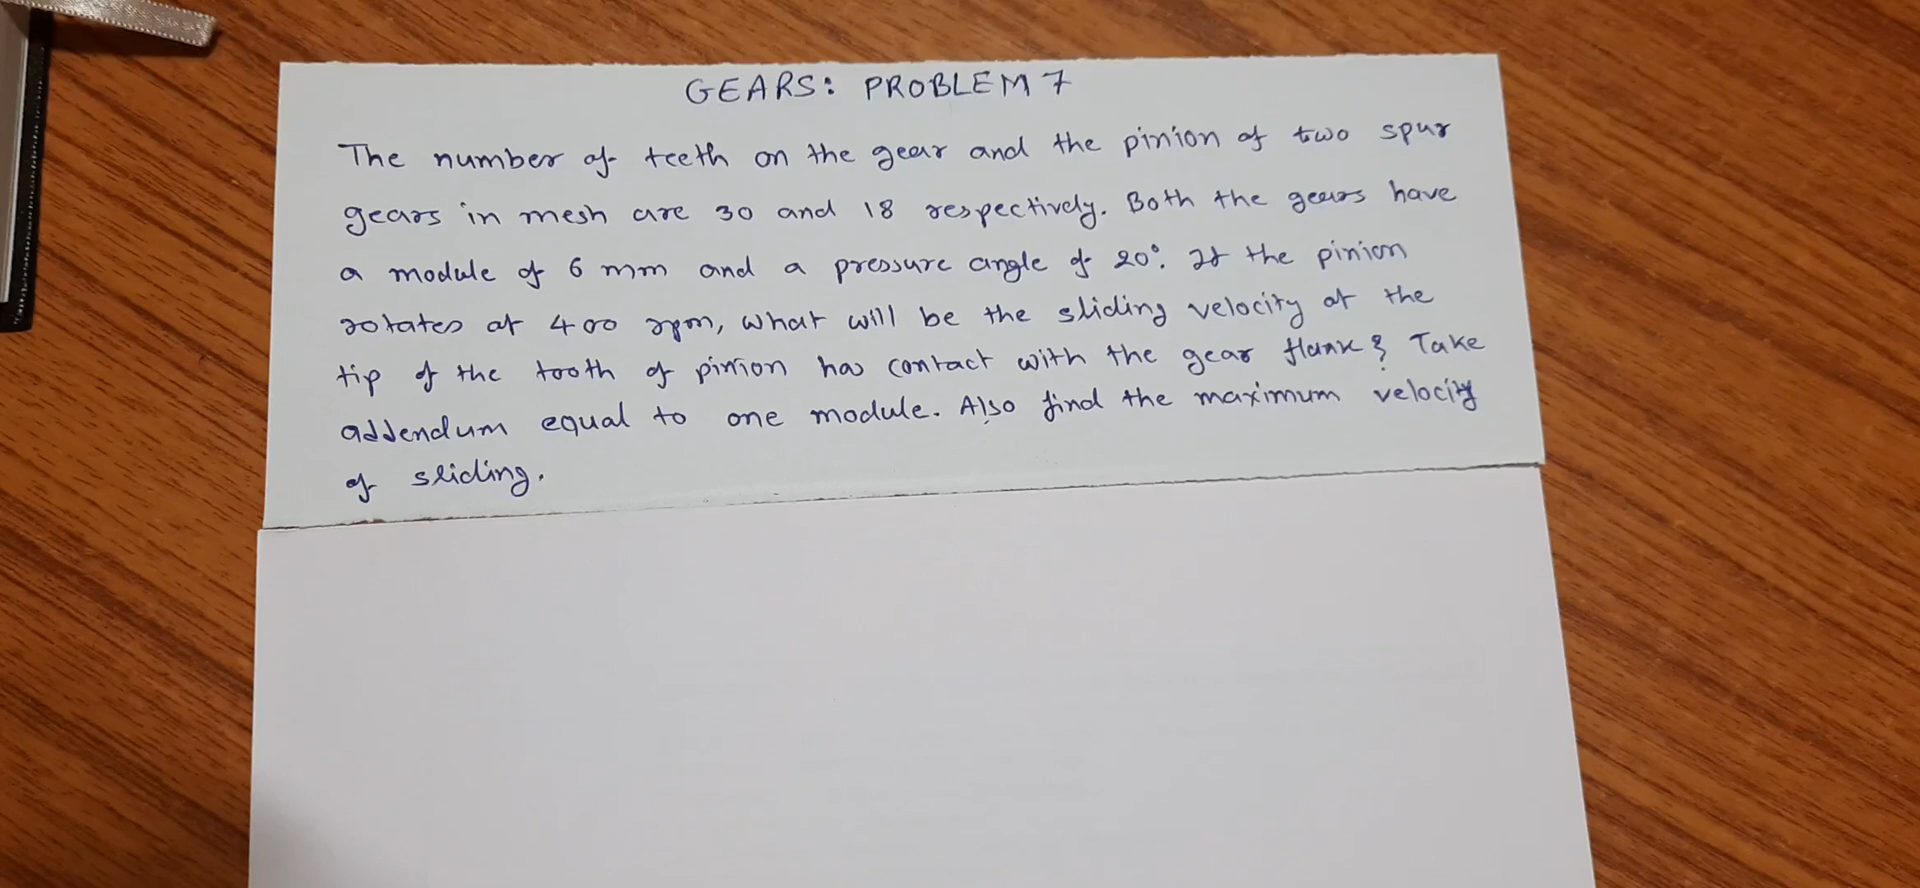 GEARS: PROBLEM 7
The number of teeth on the gear and the pinion of two spur
gears in mesh are 30 and 18 respectively. Both the gears have
a module of 6 mm and a pressure angle of 20°. If the pinion
rotates at 400 rpm, what will be the sliding velocity at the
tip of the tooth of pinion has contact with the gear flank? Take
addendum equal to one module. Also find the maximum velocity
of sliding.